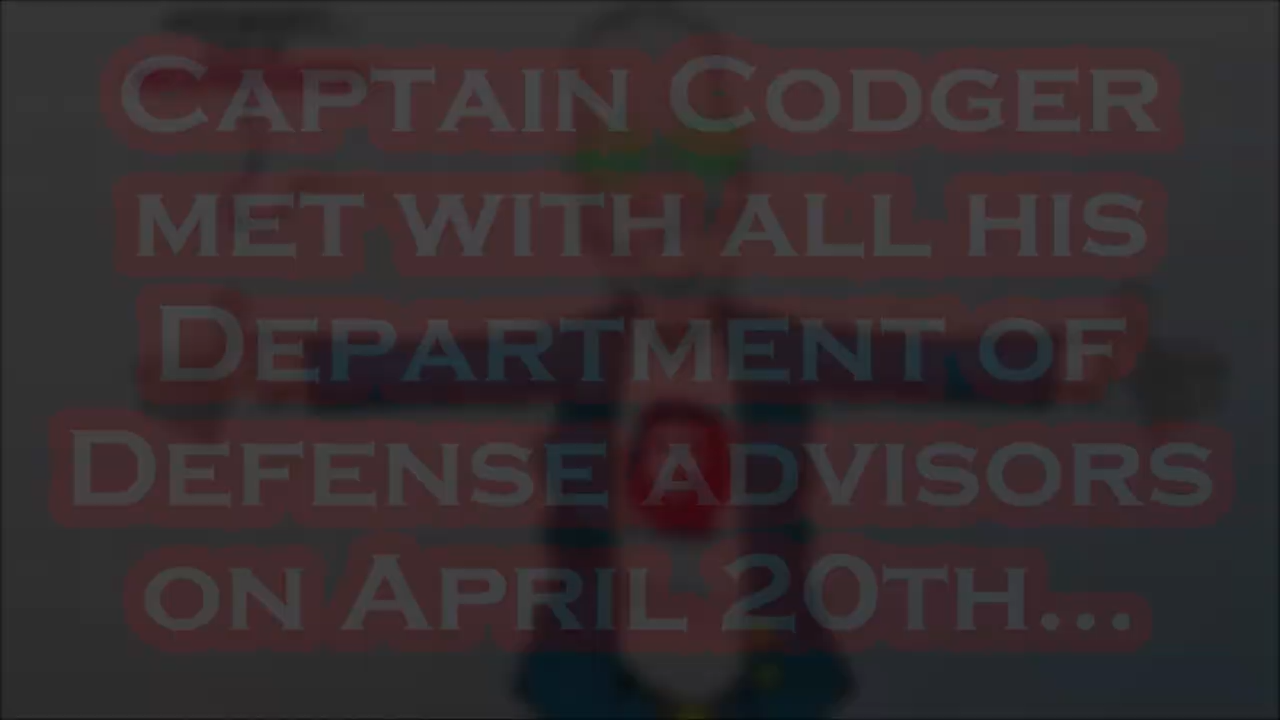 Captain Codger
met with all his
Department of
Defense advisors
on April 20th...